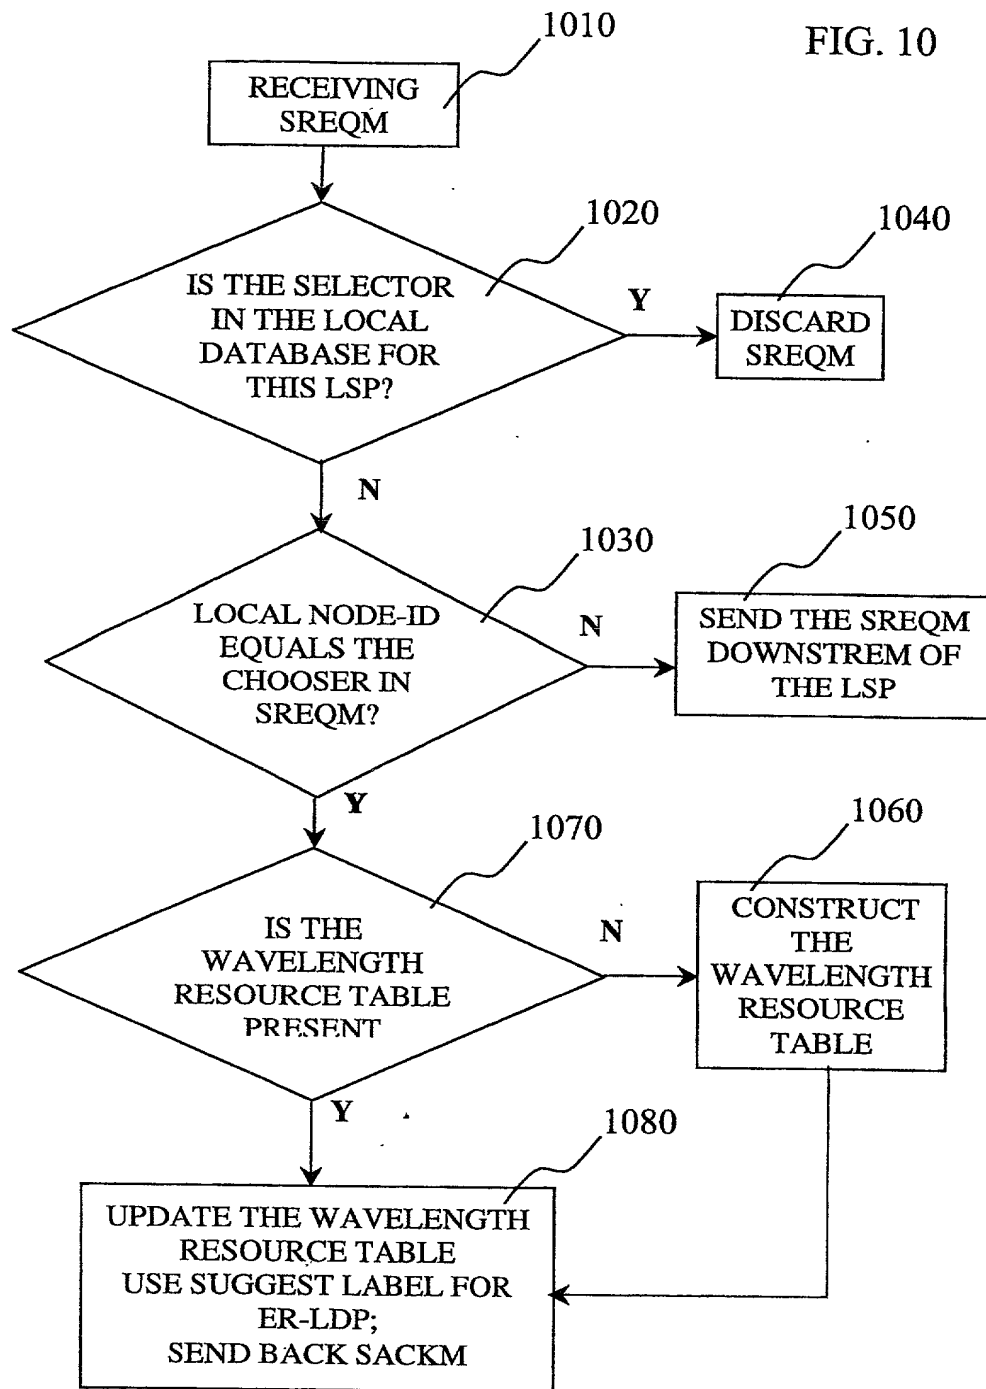 FIG. 10
1010
RECEIVING
SREQM
1020
IS THE SELECTOR
IN THE LOCAL
DATABASE FOR
THIS LSP?
Y
1040
DISCARD
SREQM
N
1030
LOCAL NODE-ID
EQUALS THE
CHOOSER IN
SREQM?
N
1050
SEND THE SREQM
DOWNSTREM OF
THE LSP
Y
1070
IS THE
WAVELENGTH
RESOURCE TABLE
PRESENT
N
1060
CONSTRUCT
THE
WAVELENGTH
RESOURCE
TABLE
Y
1080
UPDATE THE WAVELENGTH
RESOURCE TABLE
USE SUGGEST LABEL FOR
ER-LDP;
SEND BACK SACKM